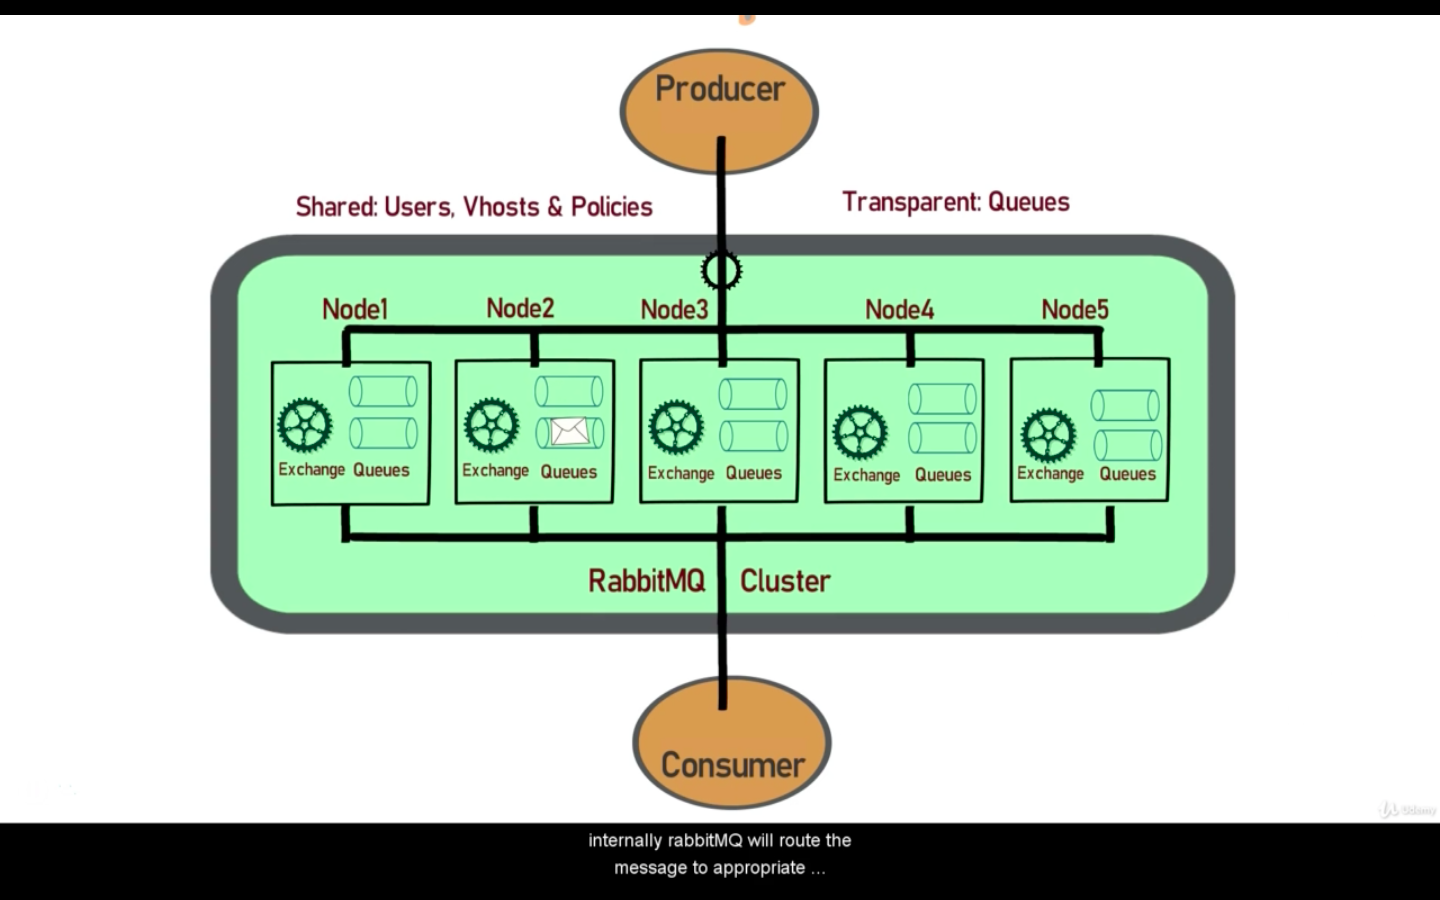 Producer
Shared: Users, Vhosts & Policies
Transparent: Queues
Node1
Node2
Node3
Node4
Node5
Exchange Queues
Exchange Queues
Exchange Queues
Exchange Queues
Exchange Queues
RabbitMQ Cluster
Consumer
Udemy
internally rabbitMQ will route the
message to appropriate ...